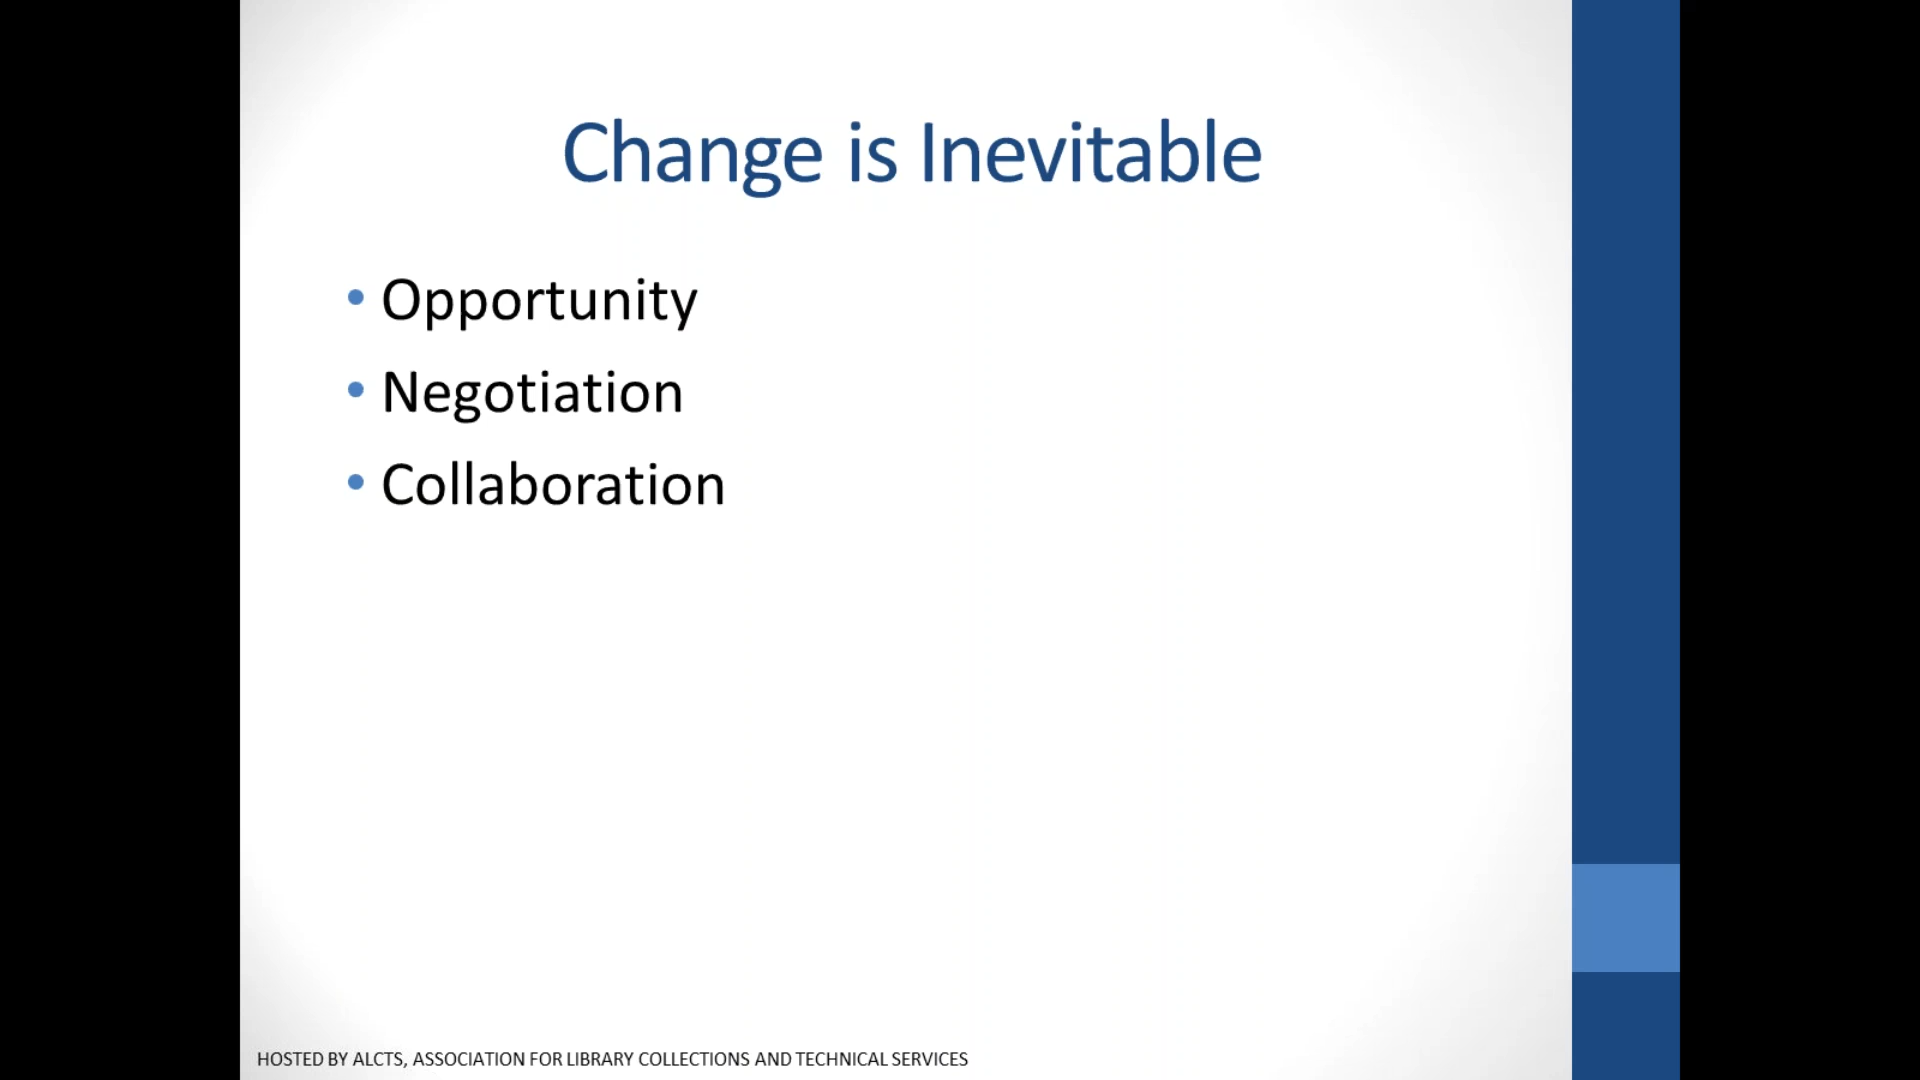 Change is Inevitable
• Opportunity
• Negotiation
• Collaboration
HOSTED BY ALCTS, ASSOCIATION FOR LIBRARY COLLECTIONS AND TECHNICAL SERVICES